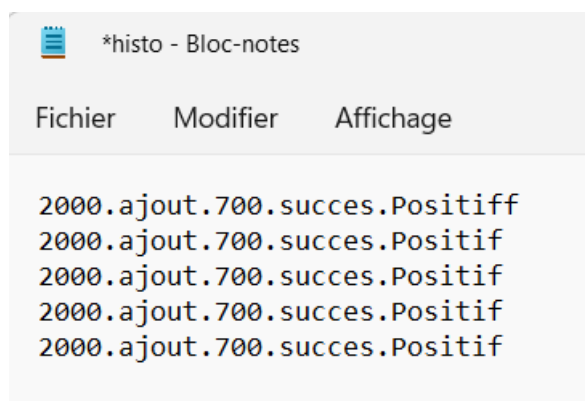 *histo - Bloc-notes
Fichier Modifier Affichage
2000.ajout.700.succes.Positiff
2000.ajout.700.succes.Positif
2000.ajout.700.succes.Positif
2000.ajout.700.succes.Positif
2000.ajout.700.succes.Positif